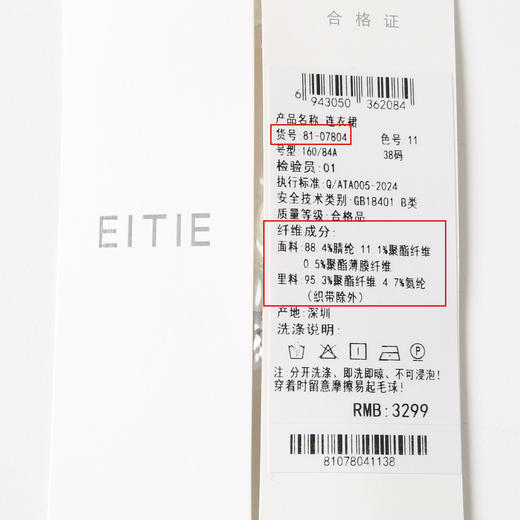 EITIE
合格证
6 943050 362084
产品名称:连衣裙
货号 81-07804 色号:11
号型:160/84A 38码
检验员:01
执行标准:Q/ATA005-2024
安全技术类别:GB18401 B类
质量等级:合格品
纤维成分:
面料:88.4%腈纶 11.1%聚酯纤维
0.5%聚酯薄膜纤维
里料:95.3%聚酯纤维 4.7%氨纶
(织带除外)
产地:深圳
洗涤说明:
注:分开洗涤、即洗即晾、不可浸泡!
穿着时留意摩擦易起毛球!
RMB:3299
81078041138